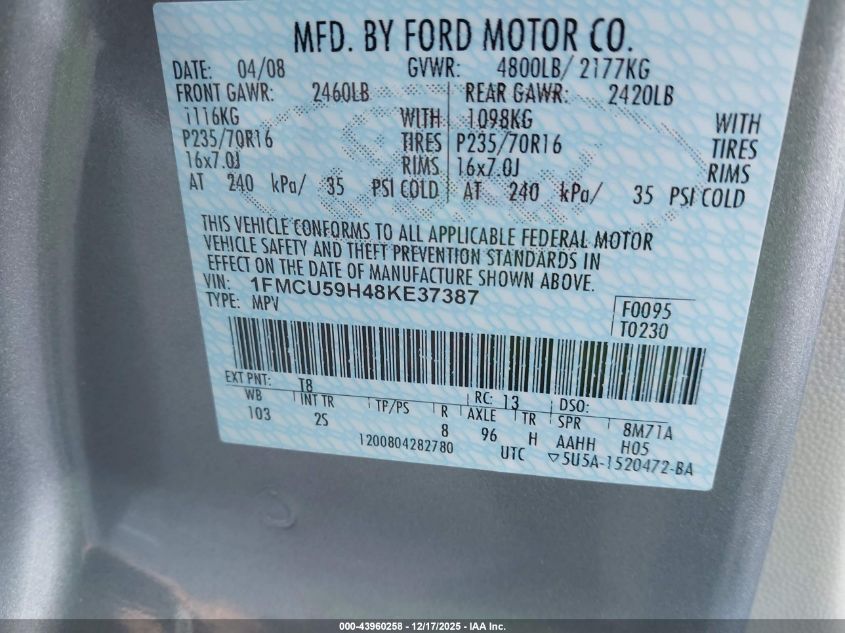 MFD. BY FORD MOTOR CO.
DATE: 04/08 GVWR: 4800LB/ 2177KG
FRONT GAWR: 2460LB REAR GAWR: 2420LB
1116KG WITH 1098KG WITH
P235/70R16 TIRES P235/70R16 TIRES
16x7.0J RIMS 16x7.0J RIMS
AT 240 kPa/ 35 PSI COLD AT 240 kPa/ 35 PSI COLD
THIS VEHICLE CONFORMS TO ALL APPLICABLE FEDERAL MOTOR
VEHICLE SAFETY AND THEFT PREVENTION STANDARDS IN
EFFECT ON THE DATE OF MANUFACTURE SHOWN ABOVE.
VIN: 1FMCU59H48KE37387
TYPE: MPV
F0095
T0230
EXT PNT: T8 RC: 13 DSO:
WB INT TR TP/PS R AXLE TR SPR 8M71A
103 2S 8 96 H AAHH H05
1200804282780 UTC ▽5U5A-1520472-BA
000-43960258 - 12/17/2025 - IAA Inc.